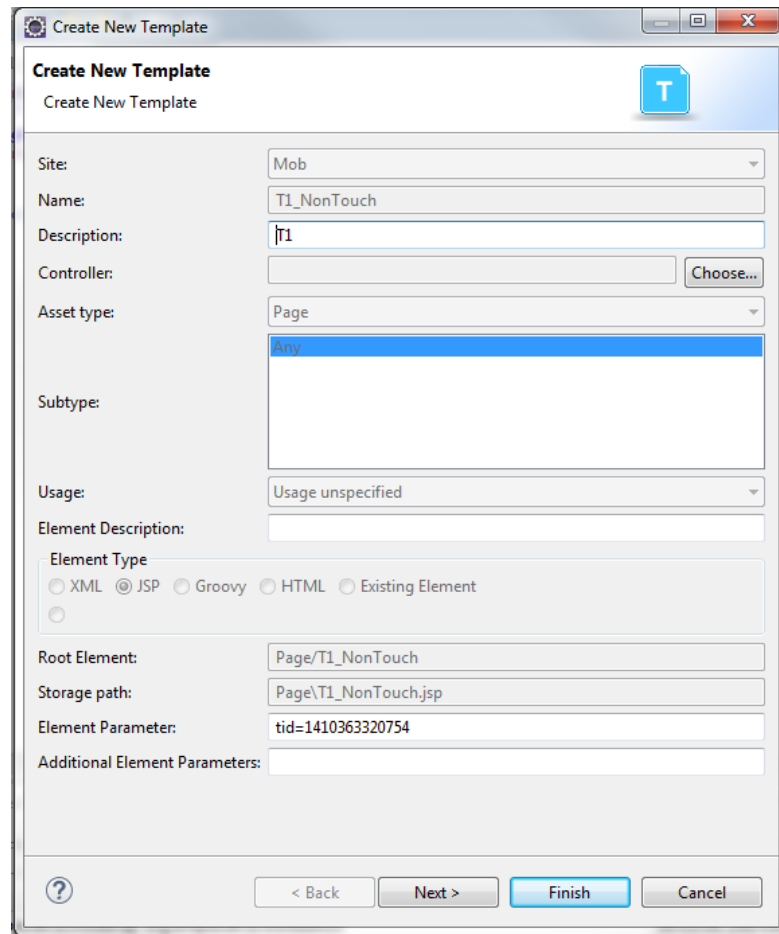 Create New Template
Create New Template
Create New Template
T
Site: Mob
Name: T1_NonTouch
Description: T1
Controller: Choose...
Asset type: Page
Any
Subtype:
Usage: Usage unspecified
Element Description:
Element Type
XML JSP Groovy HTML Existing Element
Root Element: Page/T1_NonTouch
Storage path: Page\T1_NonTouch.jsp
Element Parameter: tid=1410363320754
Additional Element Parameters:
? < Back Next > Finish Cancel